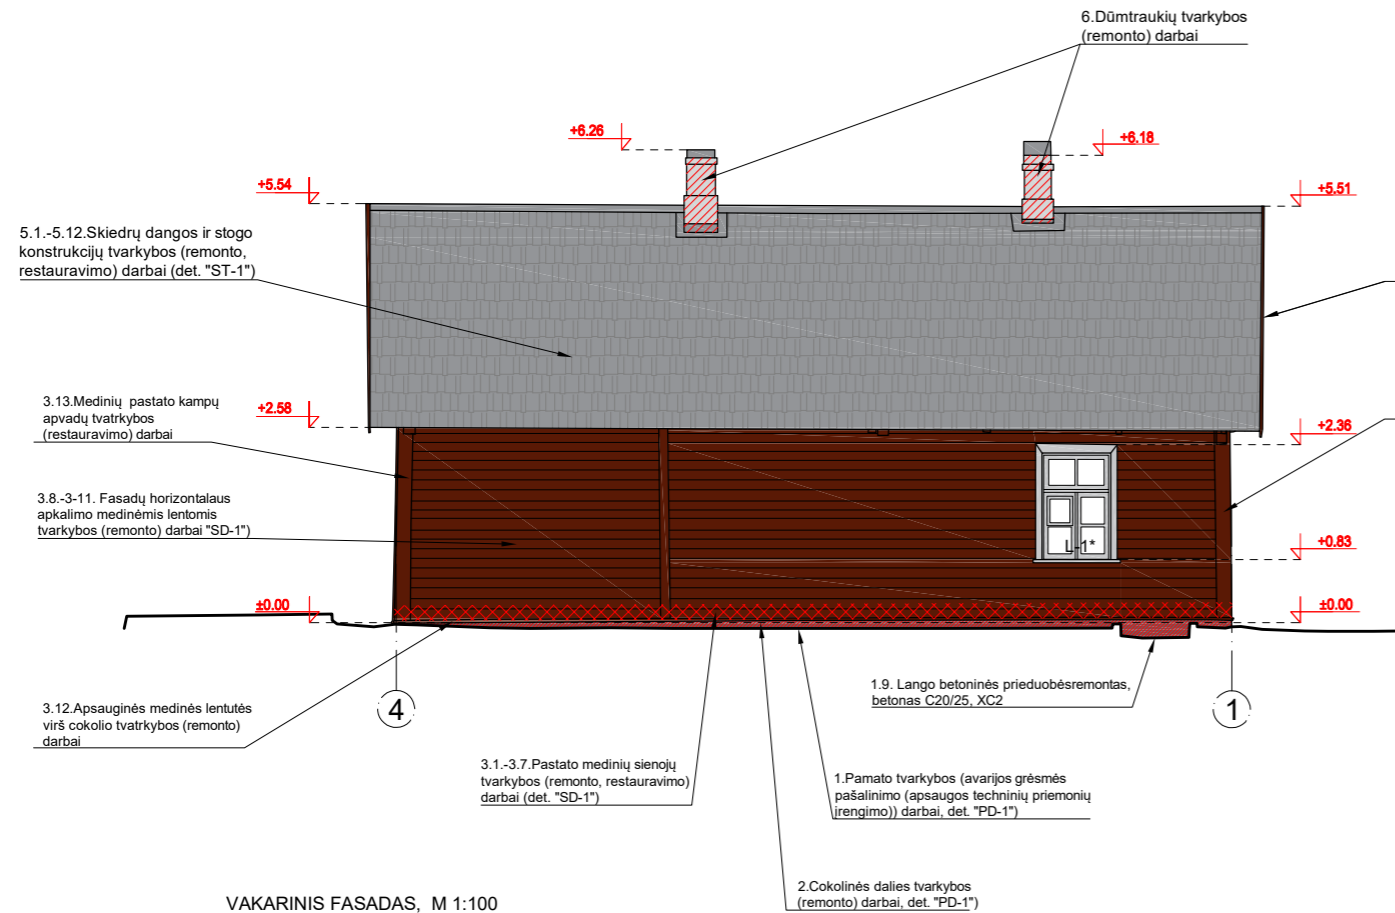 6.Dūmtraukių tvarkybos
(remonto) darbai
+6.26
+6.18
+5.54
+5.51
5.1.-5.12.Skiedrų dangos ir stogo
konstrukcijų tvarkybos (remonto,
restauravimo) darbai (det. "ST-1")
3.13.Medinių pastato kampų
apvadų tvatrkybos
(restauravimo) darbai
+2.58
+2.36
3.8.-3-11. Fasadų horizontalaus
apkalimo medinėmis lentomis
tvarkybos (remonto) darbai "SD-1")
L-1*
+0.83
±0.00
±0.00
3.12.Apsauginės medinės lentutės
virš cokolio tvatrkybos (remonto)
darbai
4
1.9. Lango betoninės prieduobėsremontas,
betonas C20/25, XC2
1
3.1.-3.7.Pastato medinių sienojų
tvarkybos (remonto, restauravimo)
darbai (det. "SD-1")
1.Pamato tvarkybos (avarijos grėsmės
pašalinimo (apsaugos techninių priemonių
įrengimo)) darbai, det. "PD-1")
2.Cokolinės dalies tvarkybos
(remonto) darbai, det. "PD-1")
VAKARINIS FASADAS, M 1:100